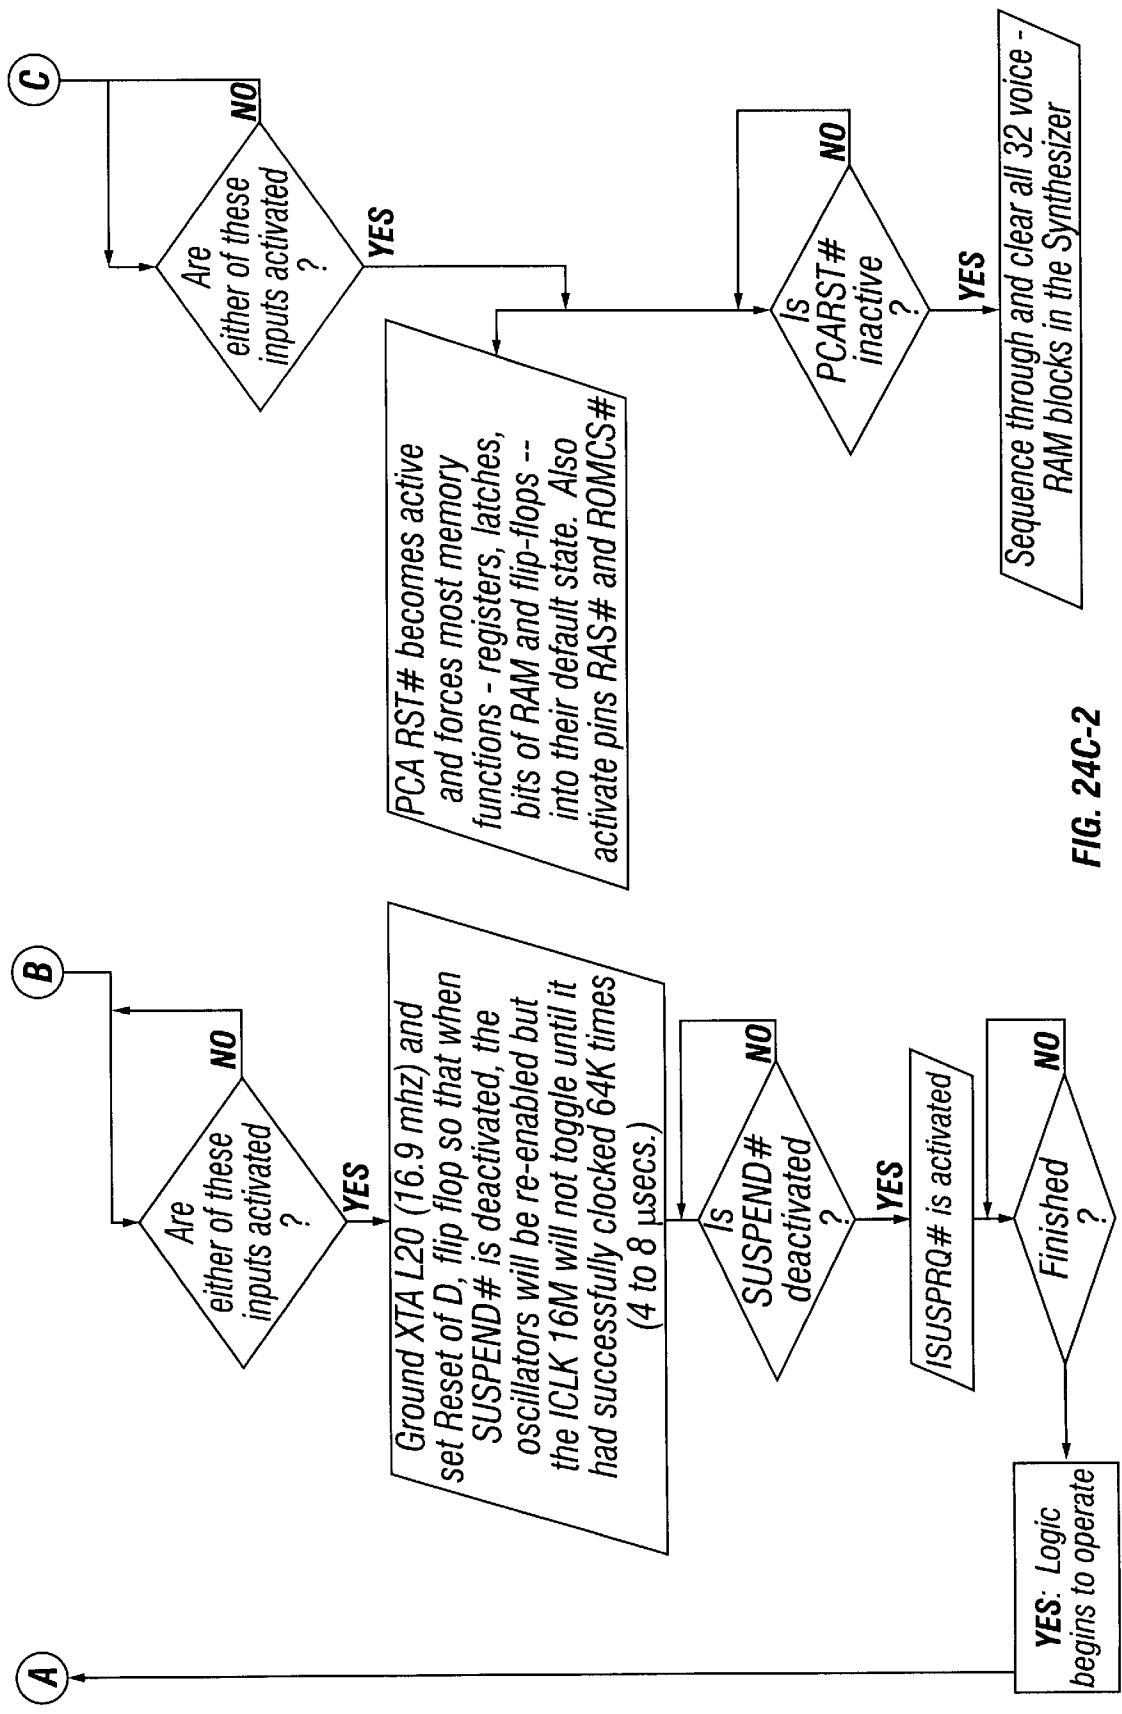 A
B
Are
either of these
inputs activated
?
NO
YES
Ground XTA L20 (16.9 mhz) and
set Reset of D, flip flop so that when
SUSPEND# is deactivated, the
oscillators will be re-enabled but
the ICLK 16M will not toggle until it
had successfully clocked 64K times
(4 to 8 µsecs.)
Is
SUSPEND#
deactivated
?
NO
YES
ISUSPRQ# is activated
Finished
?
NO
YES: Logic
begins to operate
C
Are
either of these
inputs activated
?
NO
YES
PCA RST# becomes active
and forces most memory
functions - registers, latches,
bits of RAM and flip-flops --
into their default state. Also
activate pins RAS# and ROMCS#
Is
PCARST#
inactive
?
NO
YES
Sequence through and clear all 32 voice -
RAM blocks in the Synthesizer
FIG. 24C-2